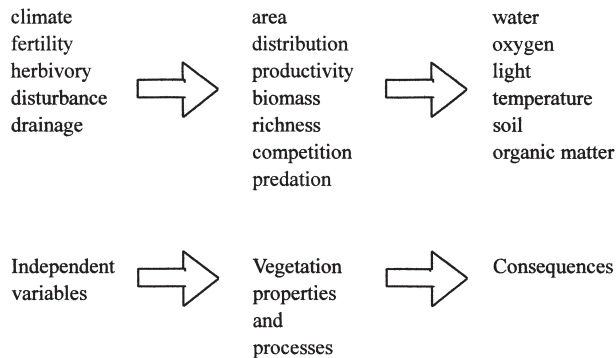 climate
fertility
herbivory
disturbance
drainage
area
distribution
productivity
biomass
richness
competition
predation
water
oxygen
light
temperature
soil
organic matter
Independent
variables
Vegetation
properties
and
processes
Consequences